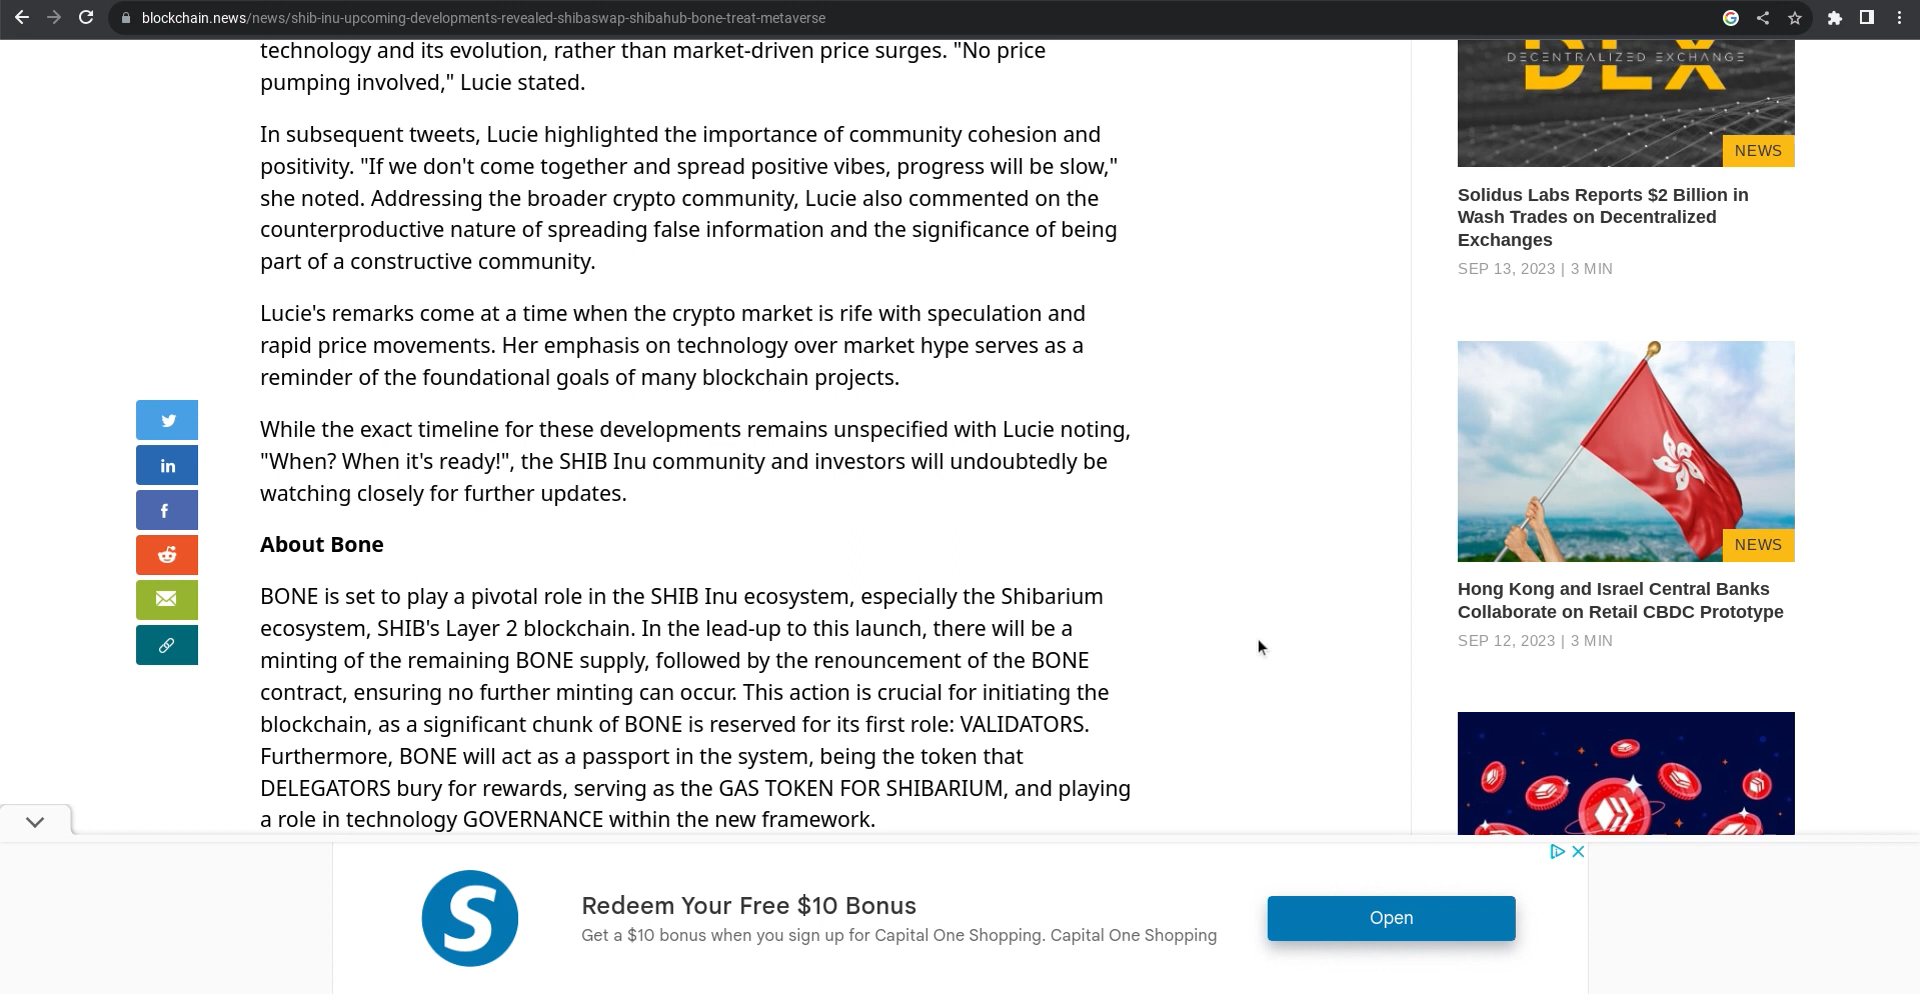 blockchain.news/news/shib-inu-upcoming-developments-revealed-shibaswap-shibahub-bone-treat-metaverse
technology and its evolution, rather than market-driven price surges. "No price
pumping involved," Lucie stated.
In subsequent tweets, Lucie highlighted the importance of community cohesion and
positivity. "If we don't come together and spread positive vibes, progress will be slow,"
she noted. Addressing the broader crypto community, Lucie also commented on the
counterproductive nature of spreading false information and the significance of being
part of a constructive community.
Lucie's remarks come at a time when the crypto market is rife with speculation and
rapid price movements. Her emphasis on technology over market hype serves as a
reminder of the foundational goals of many blockchain projects.
While the exact timeline for these developments remains unspecified with Lucie noting,
"When? When it's ready!", the SHIB Inu community and investors will undoubtedly be
watching closely for further updates.
About Bone
BONE is set to play a pivotal role in the SHIB Inu ecosystem, especially the Shibarium
ecosystem, SHIB's Layer 2 blockchain. In the lead-up to this launch, there will be a
minting of the remaining BONE supply, followed by the renouncement of the BONE
contract, ensuring no further minting can occur. This action is crucial for initiating the
blockchain, as a significant chunk of BONE is reserved for its first role: VALIDATORS.
Furthermore, BONE will act as a passport in the system, being the token that
DELEGATORS bury for rewards, serving as the GAS TOKEN FOR SHIBARIUM, and playing
a role in technology GOVERNANCE within the new framework.
DEX
DECENTRALIZED EXCHANGE
NEWS
Solidus Labs Reports $2 Billion in
Wash Trades on Decentralized
Exchanges
SEP 13, 2023 | 3 MIN
NEWS
Hong Kong and Israel Central Banks
Collaborate on Retail CBDC Prototype
SEP 12, 2023 | 3 MIN
S
Redeem Your Free $10 Bonus
Get a $10 bonus when you sign up for Capital One Shopping. Capital One Shopping
Open